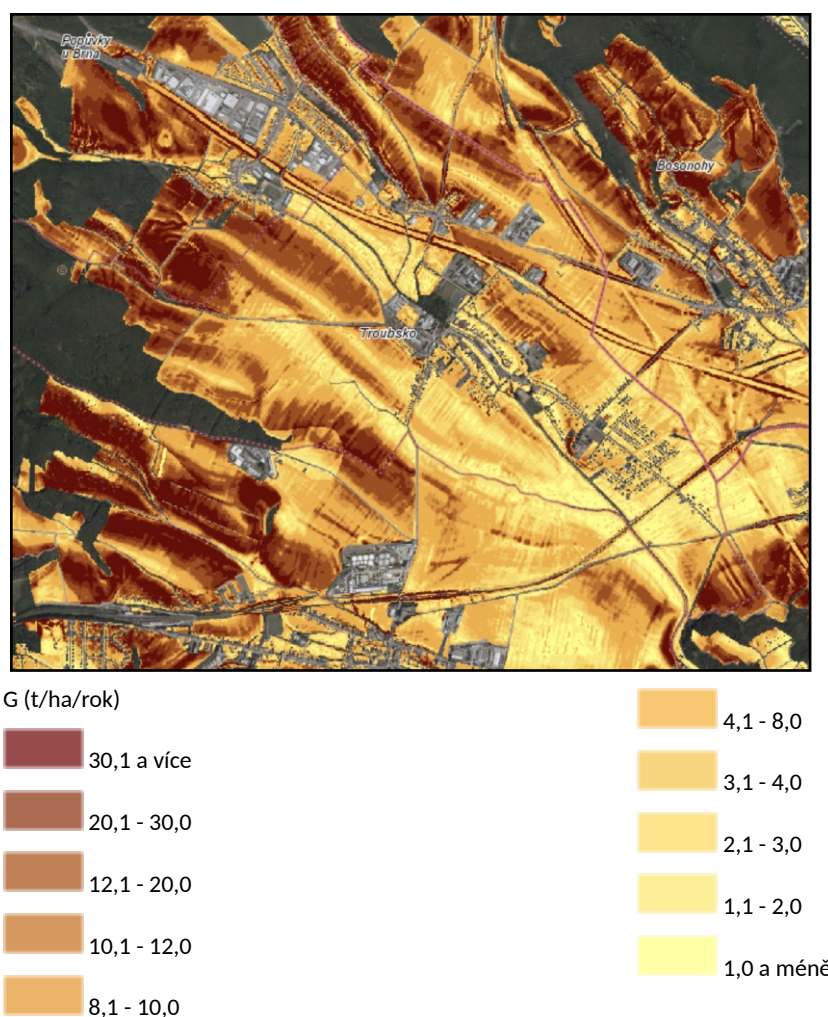 Popůvky
u Brna
Bosonohy
Troubsko
G (t/ha/rok)
30,1 a více
20,1 - 30,0
12,1 - 20,0
10,1 - 12,0
8,1 - 10,0
4,1 - 8,0
3,1 - 4,0
2,1 - 3,0
1,1 - 2,0
1,0 a méně